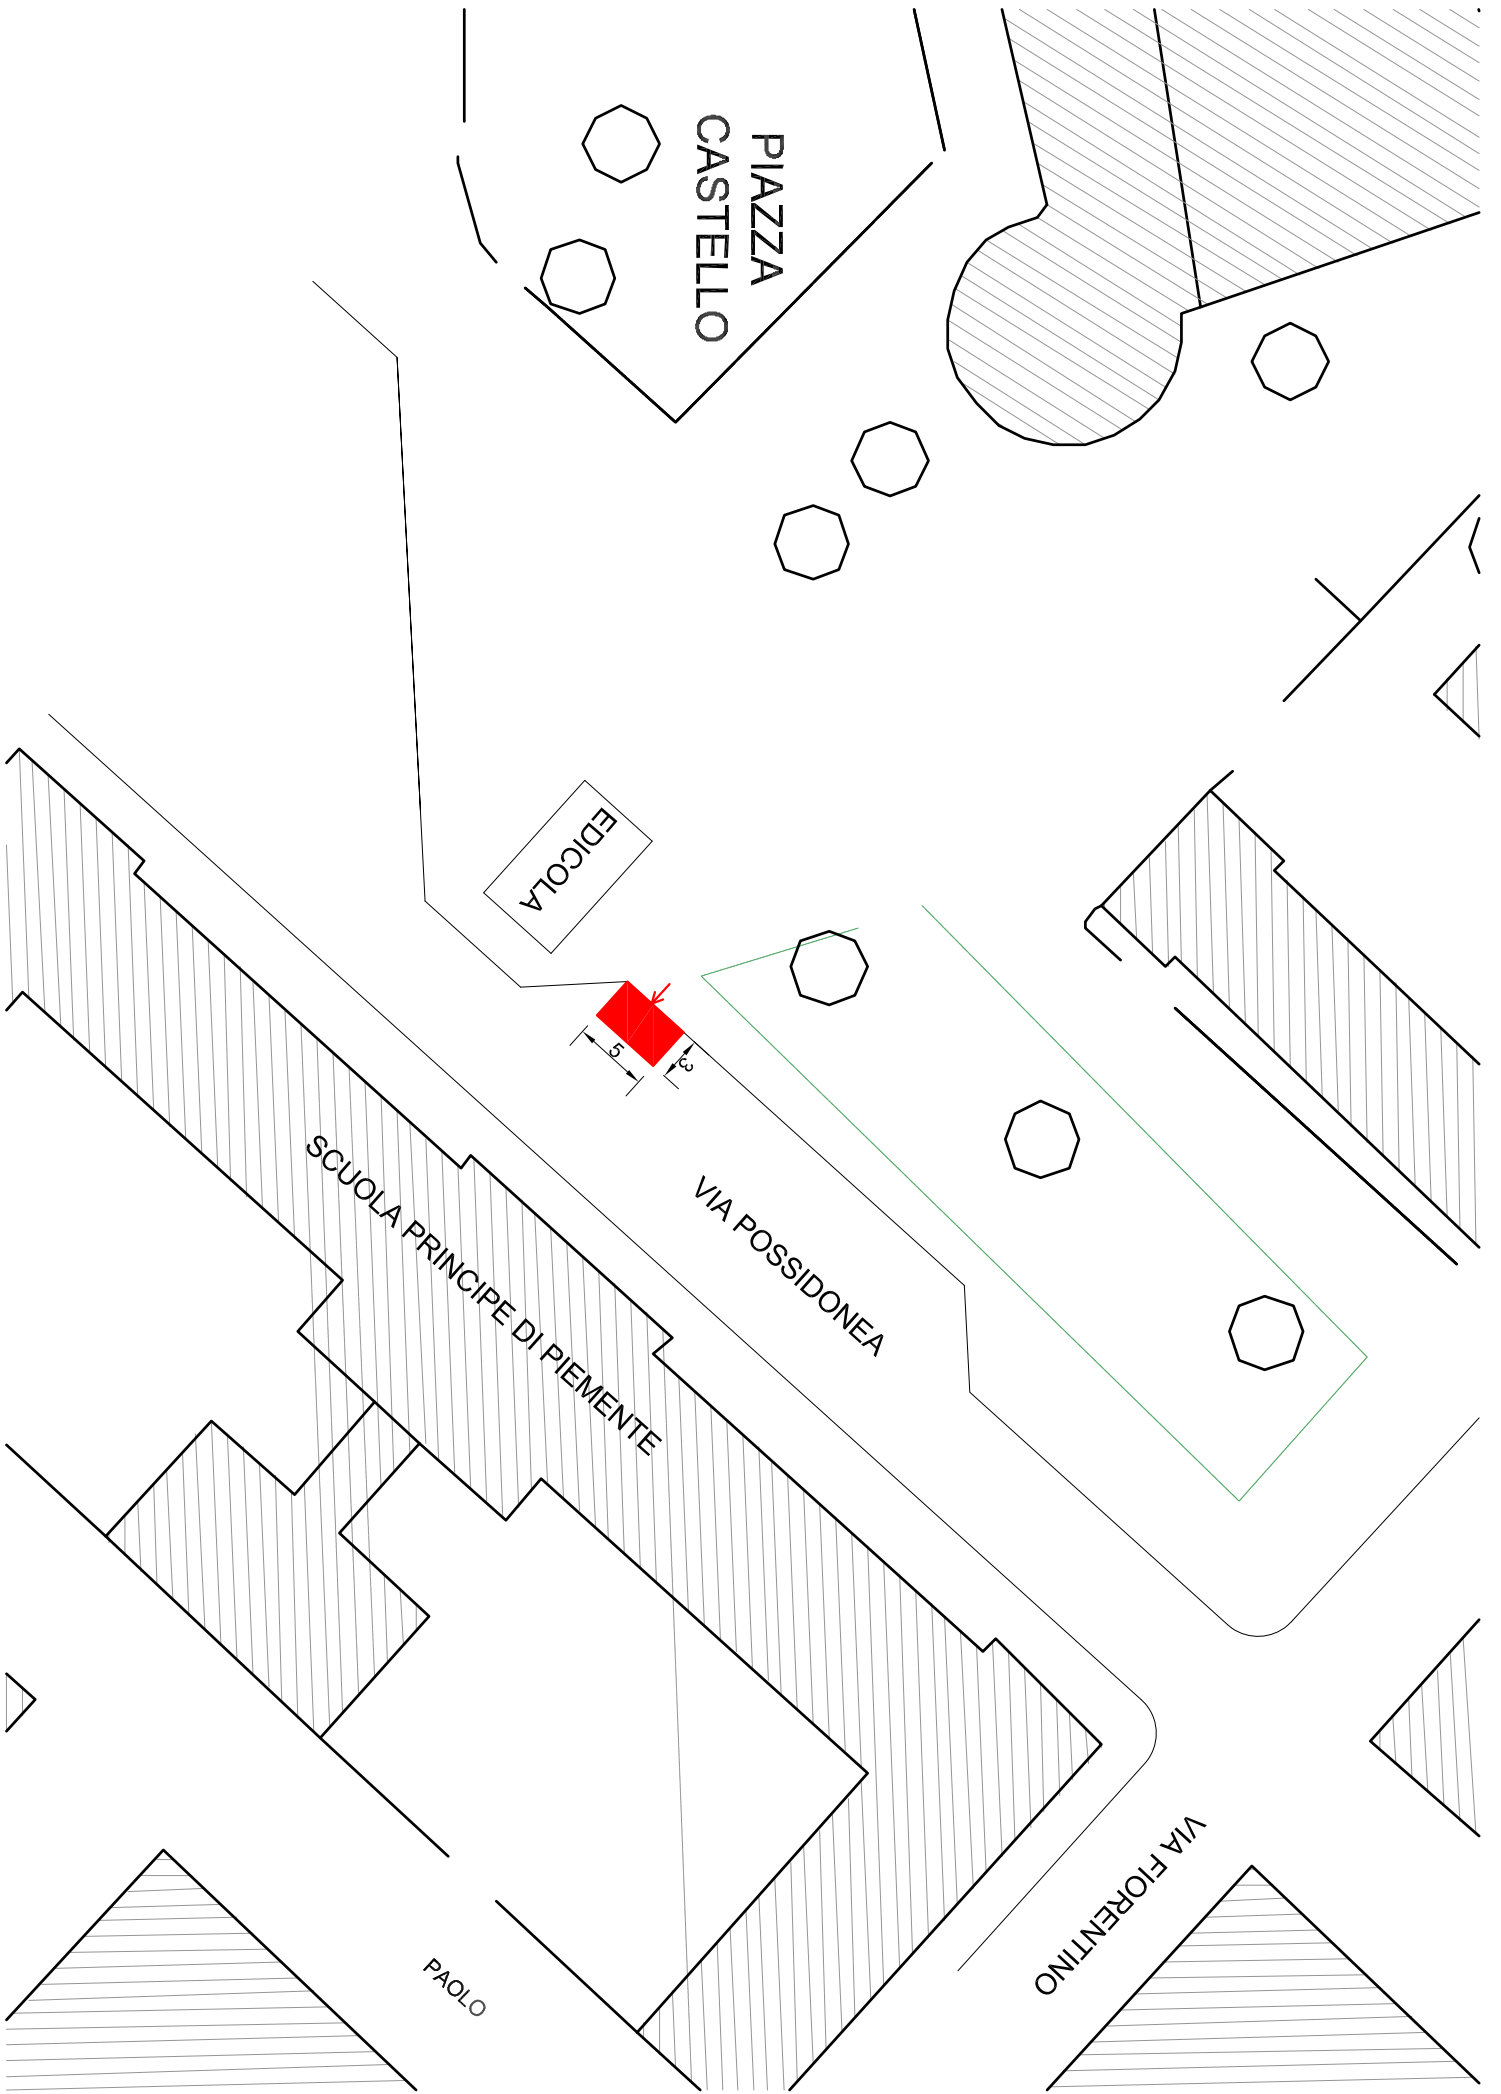 PIAZZA
CASTELLO
EDICOLA
5
3
SCUOLA PRINCIPE DI PIEMENTE
VIA POSSIDONEA
VIA FIORENTINO
PAOLO